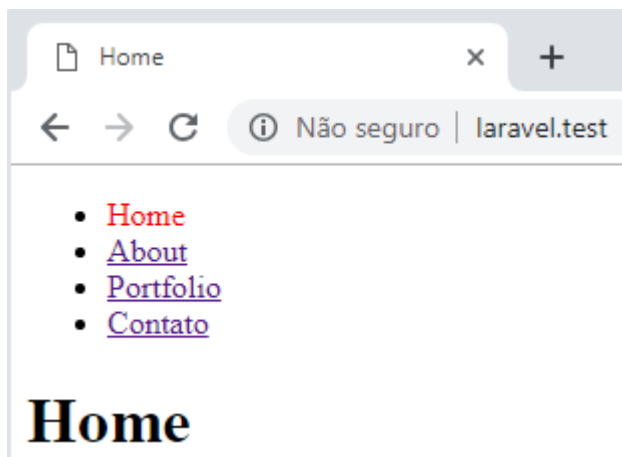 Home
Não seguro | laravel.test
Home
About
Portfolio
Contato
Home